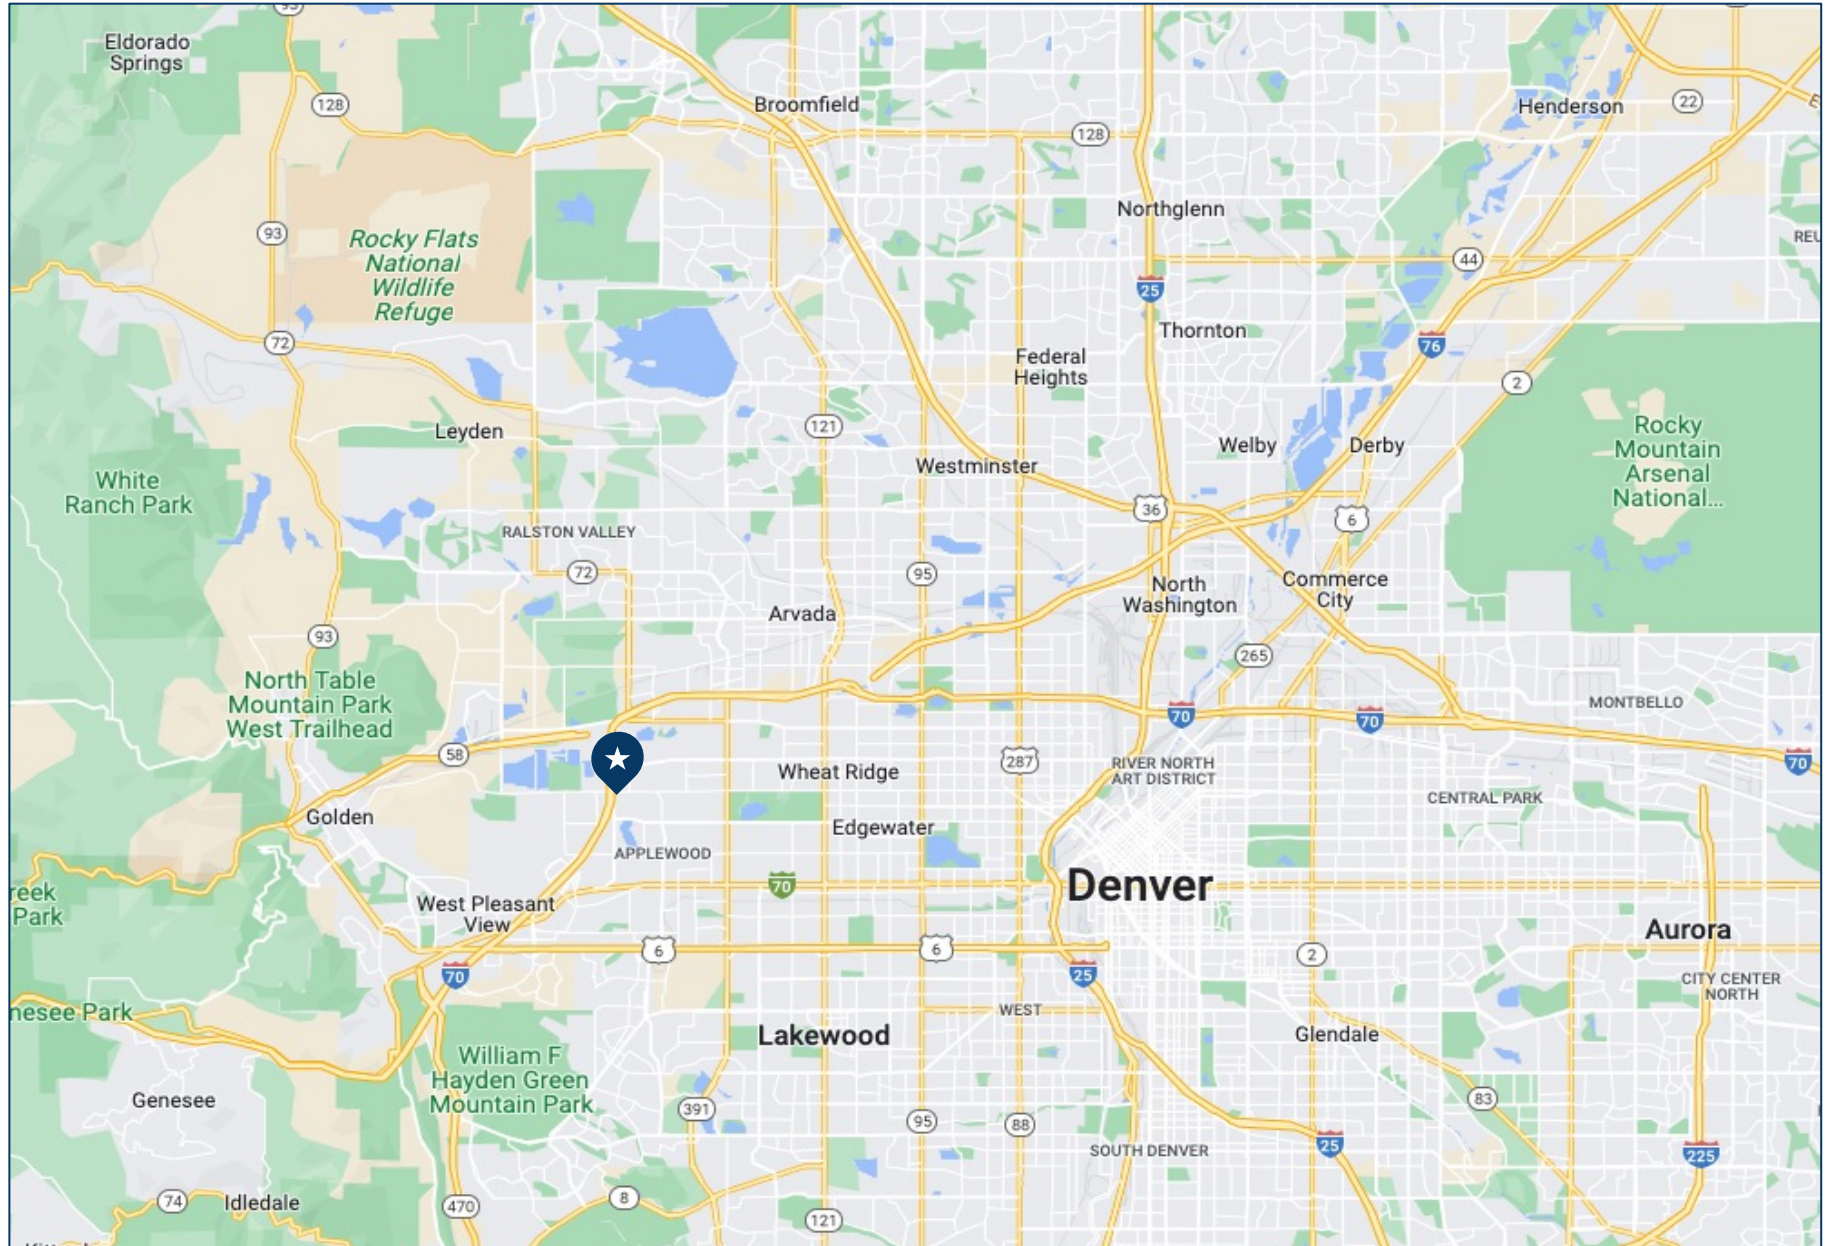 93
Eldorado
Springs
128
Broomfield
128
Henderson
22
E
93
Rocky Flats
National
Wildlife
Refuge
Northglenn
44
REU
25
72
Thornton
76
Federal
Heights
2
Leyden
121
Westminster
Welby
Derby
Rocky
Mountain
Arsenal
National...
White
Ranch Park
RALSTON VALLEY
36
6
72
95
North
Washington
Commerce
City
Arvada
93
265
North Table
Mountain Park
West Trailhead
MONTBELLO
70
70
58
Wheat Ridge
287
RIVER NORTH
ART DISTRICT
70
CENTRAL PARK
Golden
Edgewater
APPLEWOOD
70
Denver
reek
Park
West Pleasant
View
Aurora
6
6
2
70
25
CITY CENTER
NORTH
nesee Park
WEST
Lakewood
Glendale
William F
Hayden Green
Mountain Park
Genesee
391
95
88
83
SOUTH DENVER
25
225
74
Idledale
470
8
121